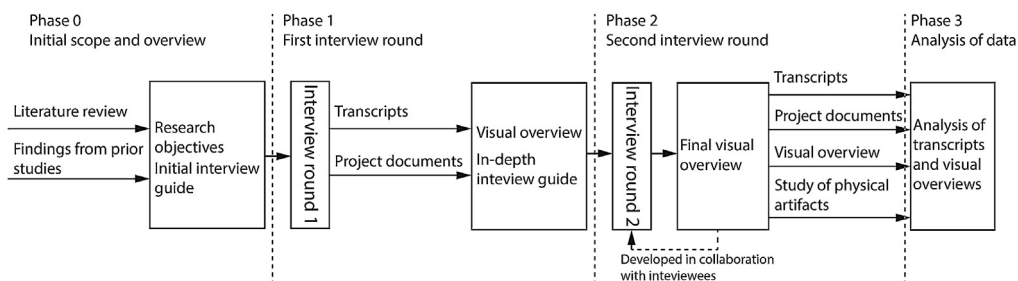 Phase 0
Initial scope and overview
Phase 1
First interview round
Phase 2
Second interview round
Phase 3
Analysis of data
Literature review
Findings from prior
studies
Research
objectives
Initial interview
guide
Interview round 1
Transcripts
Project documents
Visual overview
In-depth
inteview guide
Interview round 2
Final visual
overview
Developed in collaboration
with inteviewees
Transcripts
Project documents
Visual overview
Study of physical
artifacts
Analysis of
transcripts
and visual
overviews